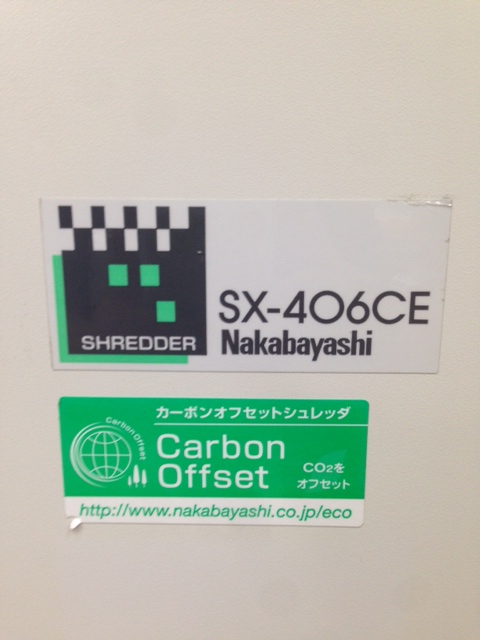 SHREDDER
SX-406CE
Nakabayashi
カーボンオフセットシュレッダ
Carbon Offset
Carbon
Offset
CO2を
オフセット
http://www.nakabayashi.co.jp/eco